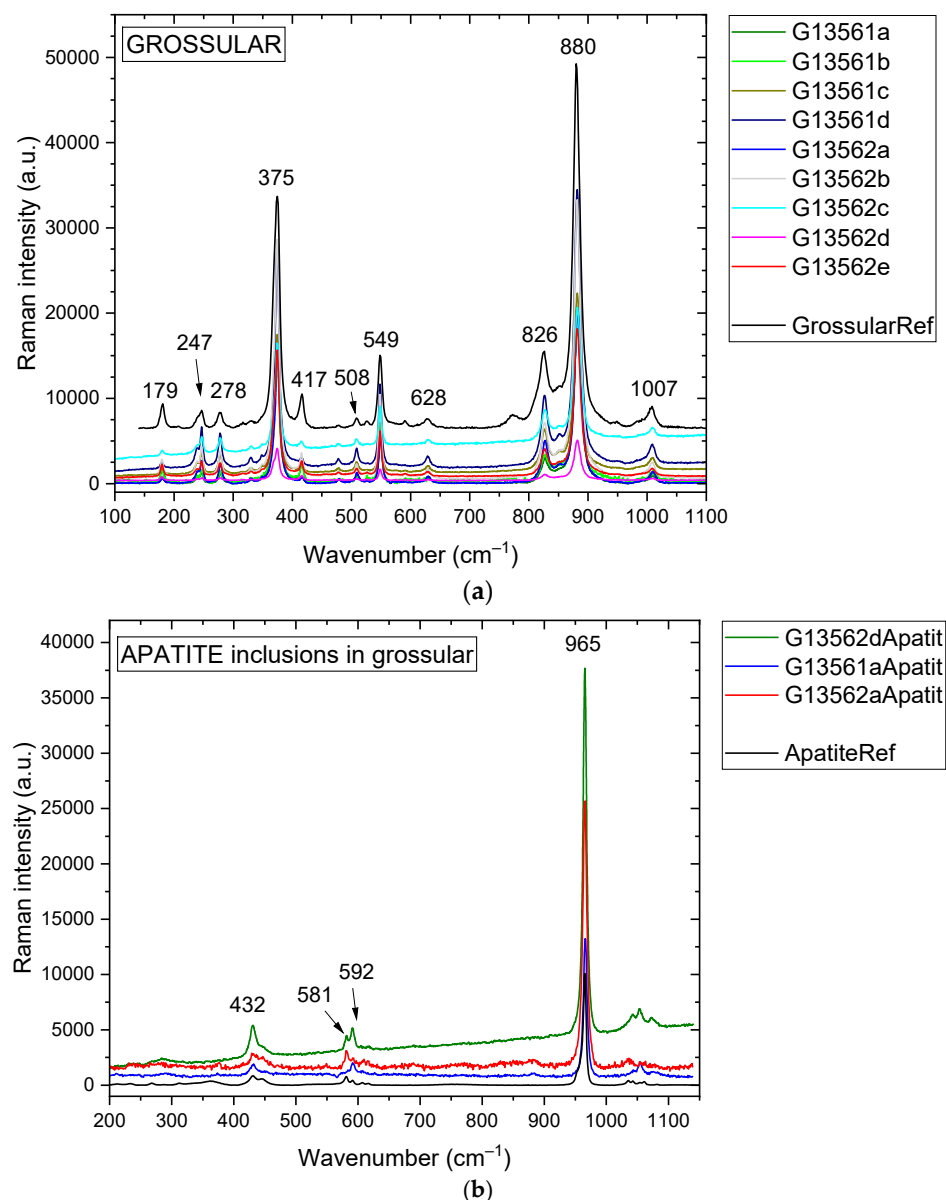 GROSSULAR
50000
40000
30000
20000
10000
0
Raman intensity (a.u.)
179
247
278
375
417
508
549
628
826
880
1007
100 200 300 400 500 600 700 800 900 1000 1100
Wavenumber (cm⁻¹)
G13561a
G13561b
G13561c
G13561d
G13562a
G13562b
G13562c
G13562d
G13562e
GrossularRef
(a)
APATITE inclusions in grossular
40000
35000
30000
25000
20000
15000
10000
5000
0
Raman intensity (a.u.)
432
581
592
965
200 300 400 500 600 700 800 900 1000 1100
Wavenumber (cm⁻¹)
G13562dApatit
G13561aApatit
G13562aApatit
ApatiteRef
(b)